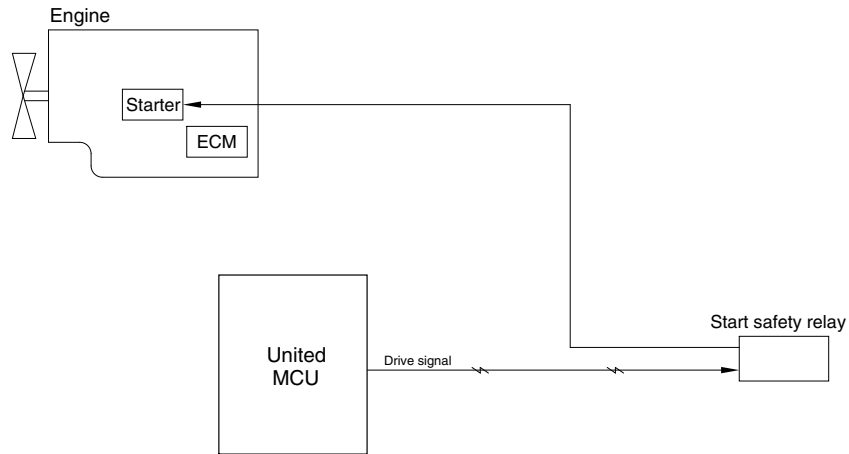 Engine
Starter
ECM
United
MCU
Drive signal
Start safety relay